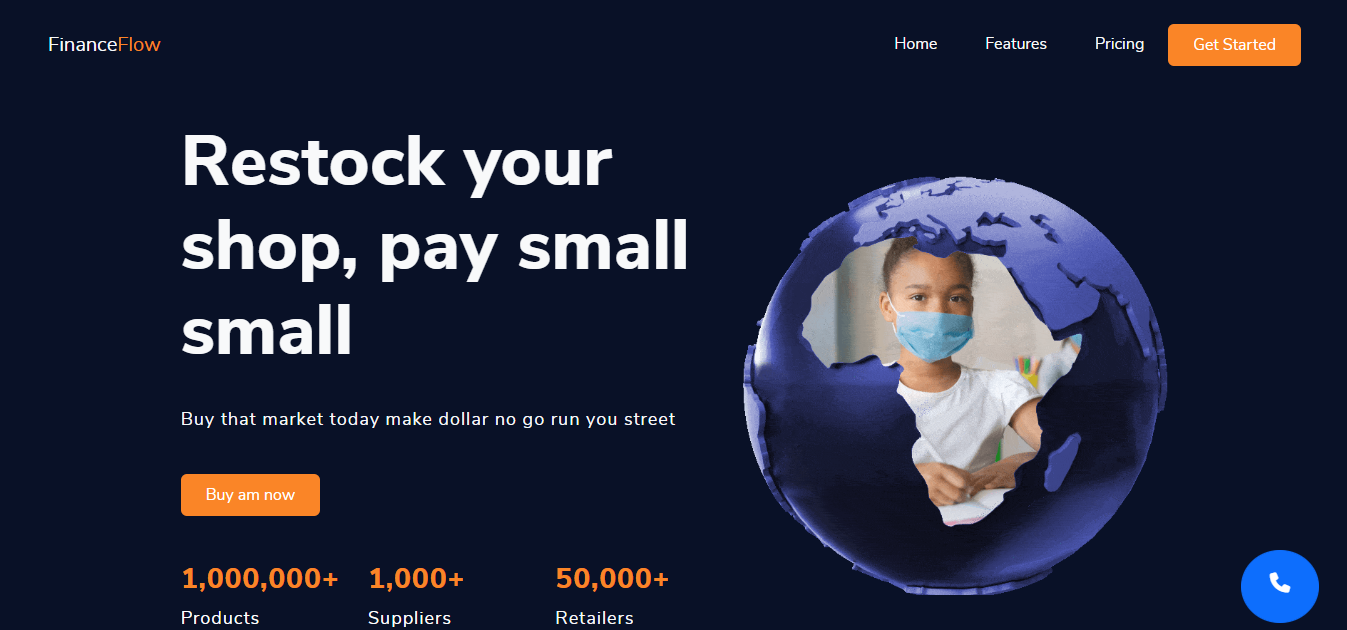 FinanceFlow
Home Features Pricing Get Started
Restock your
shop, pay small
small
Buy that market today make dollar no go run you street
Buy am now
1,000,000+ 1,000+ 50,000+
Products Suppliers Retailers